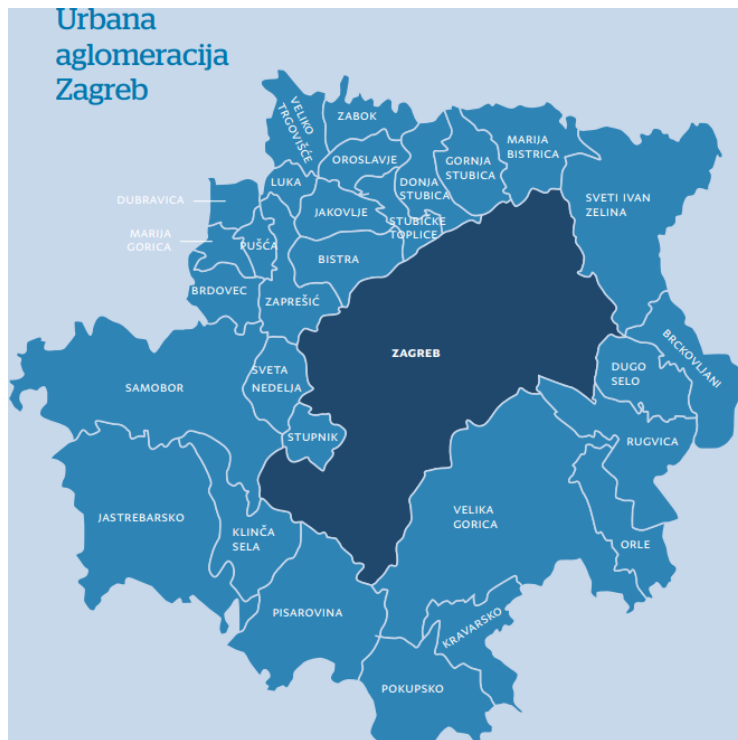 Urbana
aglomeracija
Zagreb
VELIKO
TRGOVIŠĆE
ZABOK
OROSLAVJE
MARIJA
BISTRICA
GORNJA
STUBICA
DONJA
STUBICA
LUKA
DUBRAVICA
SVETI IVAN
ZELINA
JAKOVLJE
STUBIČKE
TOPLICE
MARIJA
GORICA
PUŠĆA
BISTRA
BRDOVEC
ZAPREŠIĆ
ZAGREB
BRCKOVLJANI
DUGO
SELO
SVETA
NEDELJA
SAMOBOR
STUPNIK
RUGVICA
VELIKA
GORICA
JASTREBARSKO
KLINČA
SELA
ORLE
PISAROVINA
KRAVARSKO
POKUPSKO